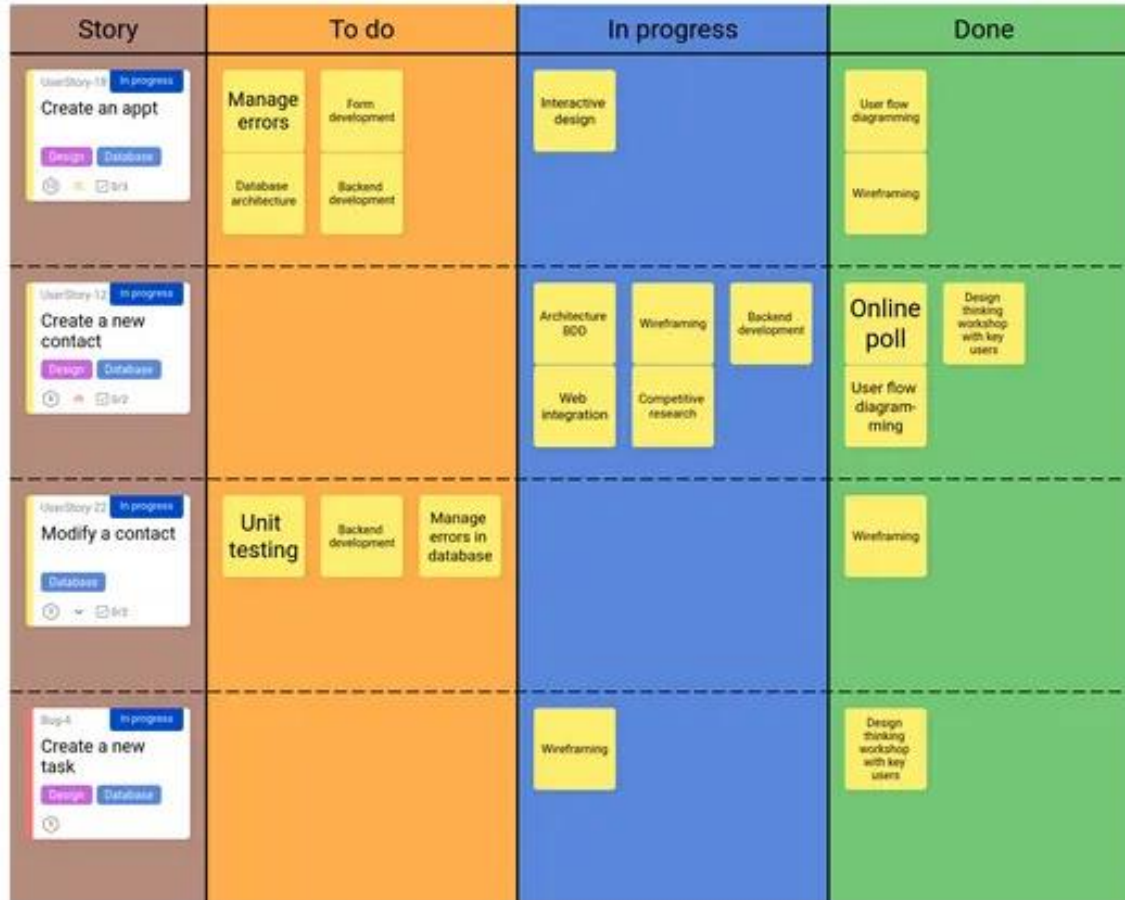 Story
To do
In progress
Done
UserStory-18
In progress
Create an appt
Design
Database
0/3
Manage
errors
Form
development
Database
architecture
Backend
development
Interactive
design
User flow
diagramming
Wireframing
UserStory-12
In progress
Create a new
contact
Design
Database
0/2
Architecture
BDD
Wireframing
Backend
development
Web
integration
Competitive
research
Online
poll
Design
thinking
workshop
with key
users
User flow
diagram-
ming
UserStory-22
In progress
Modify a contact
Database
Unit
testing
Backend
development
Manage
errors in
database
Wireframing
Bug-4
In progress
Create a new
task
Design
Database
Wireframing
Design
thinking
workshop
with key
users